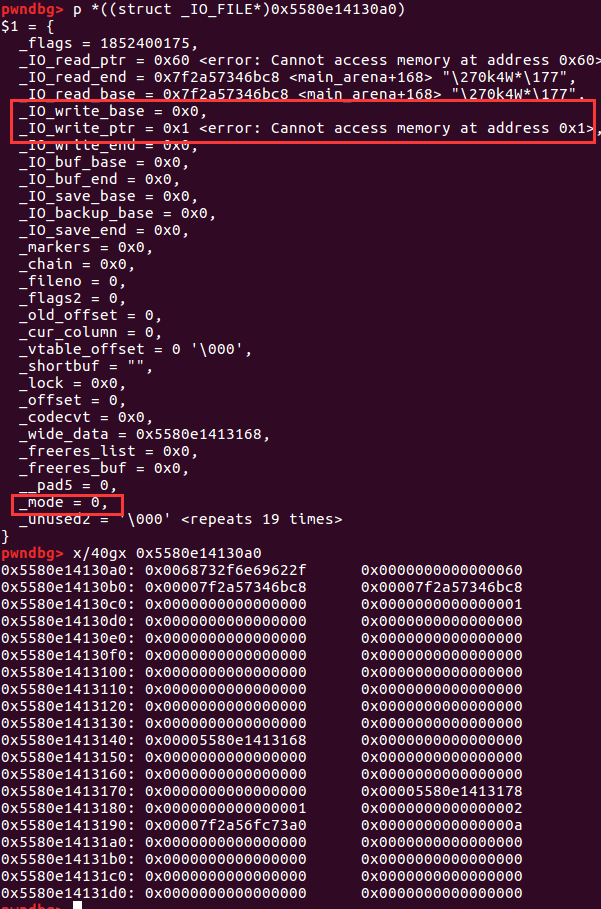 pwndbg> p *((struct _IO_FILE*)0x5580e14130a0)
$1 = {
  _flags = 1852400175,
  _IO_read_ptr = 0x60 <error: Cannot access memory at address 0x60>
  _IO_read_end = 0x7f2a57346bc8 <main_arena+168> "\270k4W*\177",
  _IO_read_base = 0x7f2a57346bc8 <main_arena+168> "\270k4W*\177",
  _IO_write_base = 0x0,
  _IO_write_ptr = 0x1 <error: Cannot access memory at address 0x1>,
  _IO_write_end = 0x0,
  _IO_buf_base = 0x0,
  _IO_buf_end = 0x0,
  _IO_save_base = 0x0,
  _IO_backup_base = 0x0,
  _IO_save_end = 0x0,
  _markers = 0x0,
  _chain = 0x0,
  _fileno = 0,
  _flags2 = 0,
  _old_offset = 0,
  _cur_column = 0,
  _vtable_offset = 0 '\000',
  _shortbuf = "",
  _lock = 0x0,
  _offset = 0,
  _codecvt = 0x0,
  _wide_data = 0x5580e1413168,
  _freeres_list = 0x0,
  _freeres_buf = 0x0,
  __pad5 = 0,
  _mode = 0,
  _unused2 = '\000' <repeats 19 times>
}
pwndbg> x/40gx 0x5580e14130a0
0x5580e14130a0: 0x0068732f6e69622f 0x0000000000000060
0x5580e14130b0: 0x00007f2a57346bc8 0x00007f2a57346bc8
0x5580e14130c0: 0x0000000000000000 0x0000000000000001
0x5580e14130d0: 0x0000000000000000 0x0000000000000000
0x5580e14130e0: 0x0000000000000000 0x0000000000000000
0x5580e14130f0: 0x0000000000000000 0x0000000000000000
0x5580e1413100: 0x0000000000000000 0x0000000000000000
0x5580e1413110: 0x0000000000000000 0x0000000000000000
0x5580e1413120: 0x0000000000000000 0x0000000000000000
0x5580e1413130: 0x0000000000000000 0x0000000000000000
0x5580e1413140: 0x00005580e1413168 0x0000000000000000
0x5580e1413150: 0x0000000000000000 0x0000000000000000
0x5580e1413160: 0x0000000000000000 0x0000000000000000
0x5580e1413170: 0x0000000000000000 0x00005580e1413178
0x5580e1413180: 0x0000000000000001 0x0000000000000002
0x5580e1413190: 0x00007f2a56fc73a0 0x000000000000000a
0x5580e14131a0: 0x0000000000000000 0x0000000000000000
0x5580e14131b0: 0x0000000000000000 0x0000000000000000
0x5580e14131c0: 0x0000000000000000 0x0000000000000000
0x5580e14131d0: 0x0000000000000000 0x0000000000000000
pwndbg>